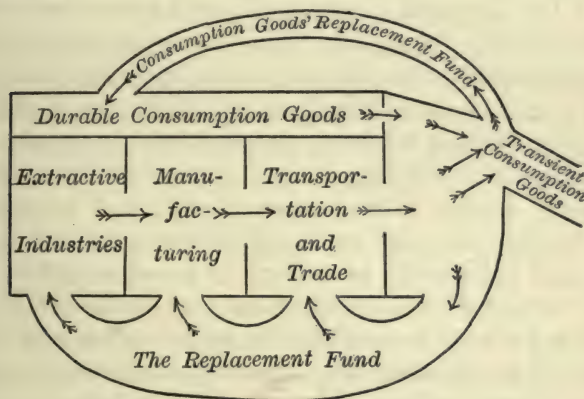 Consumption Goods' Replacement Fund
Durable Consumption Goods
Transient
Consumption
Goods
Extractive
Industries
Manu-
fac-
turing
Transpor-
tation
and
Trade
The Replacement Fund